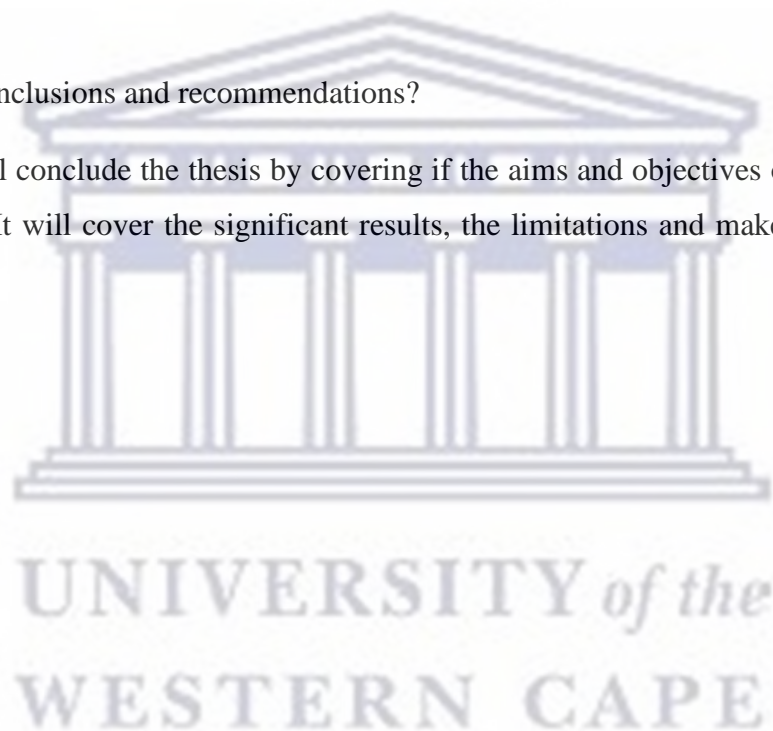 nclusions and recommendations?
l conclude the thesis by covering if the aims and objectives
t will cover the significant results, the limitations and make
UNIVERSITY of the
WESTERN CAPE